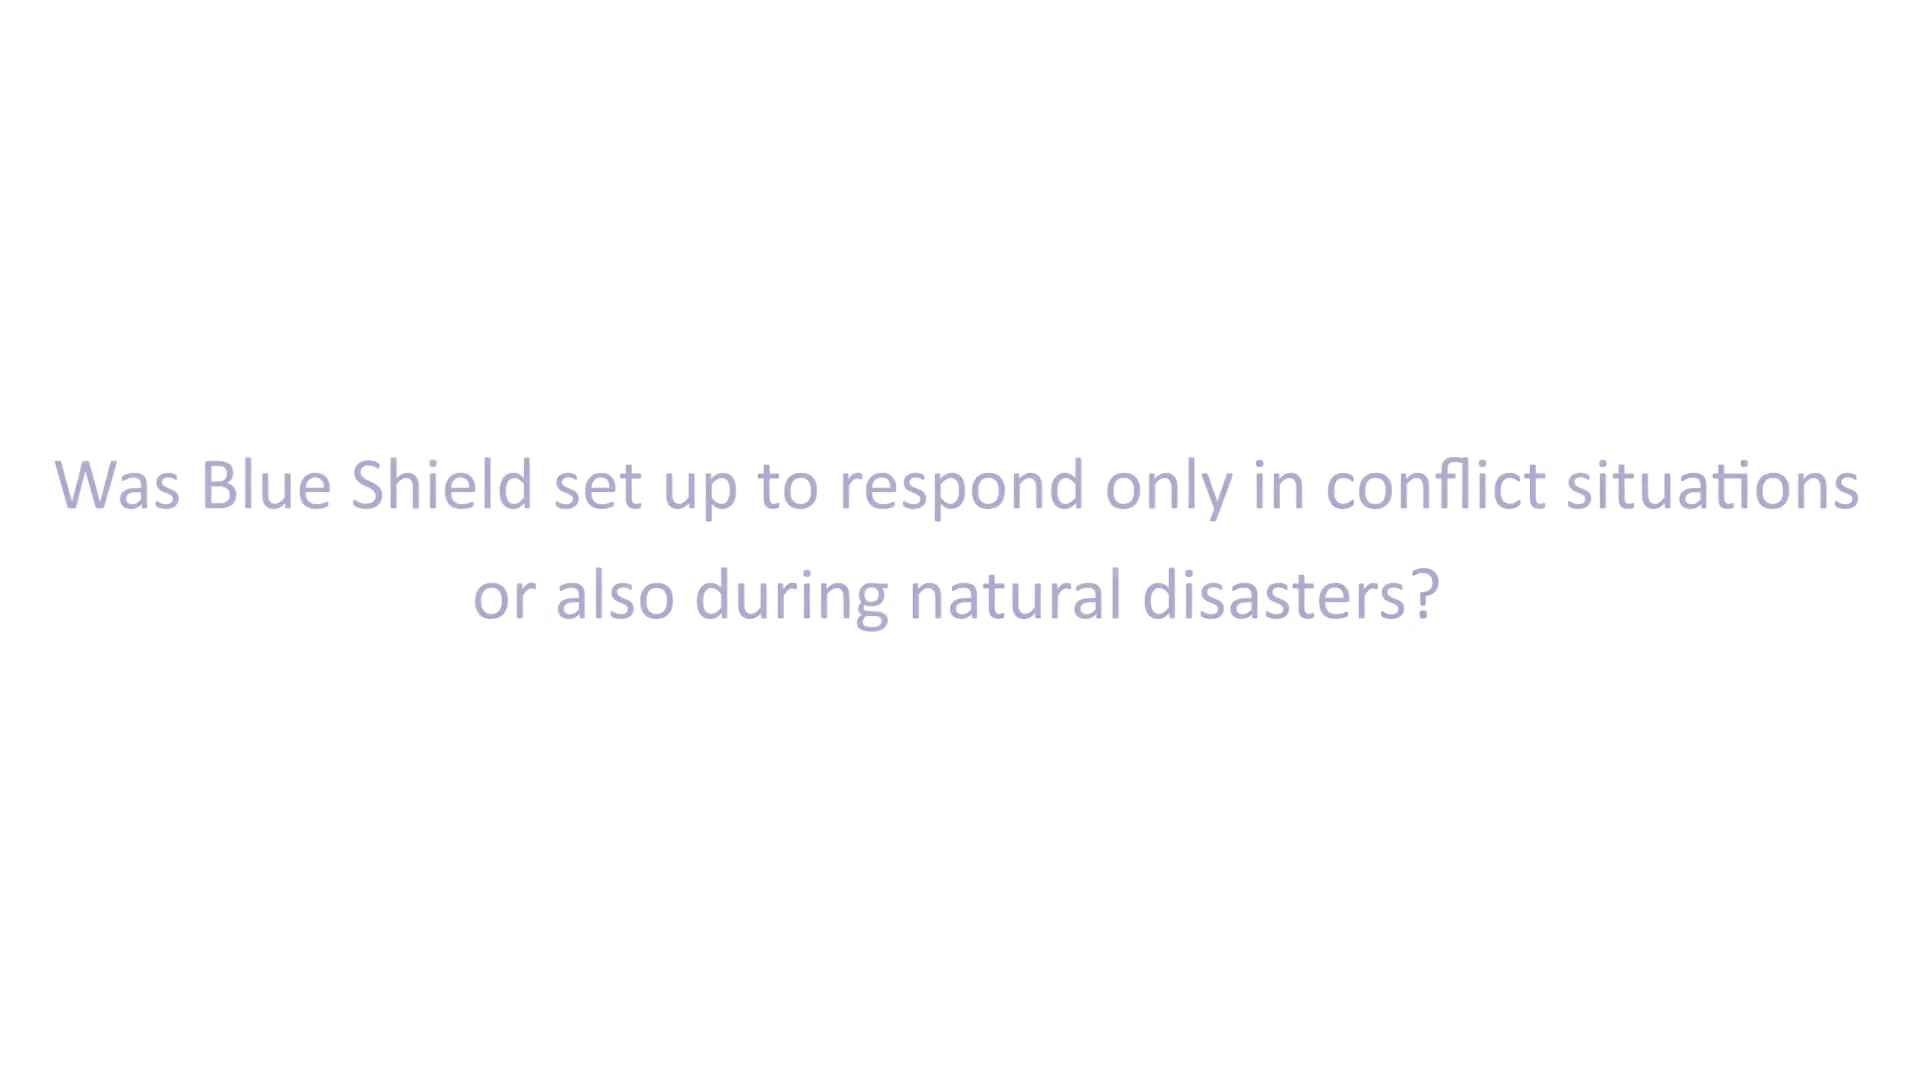 Was Blue Shield set up to respond only in conflict situations
or also during natural disasters?